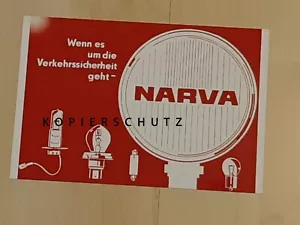 Wenn es
um die
Verkehrssicherheit
geht -
NARVA
KOPIERSCHUTZ